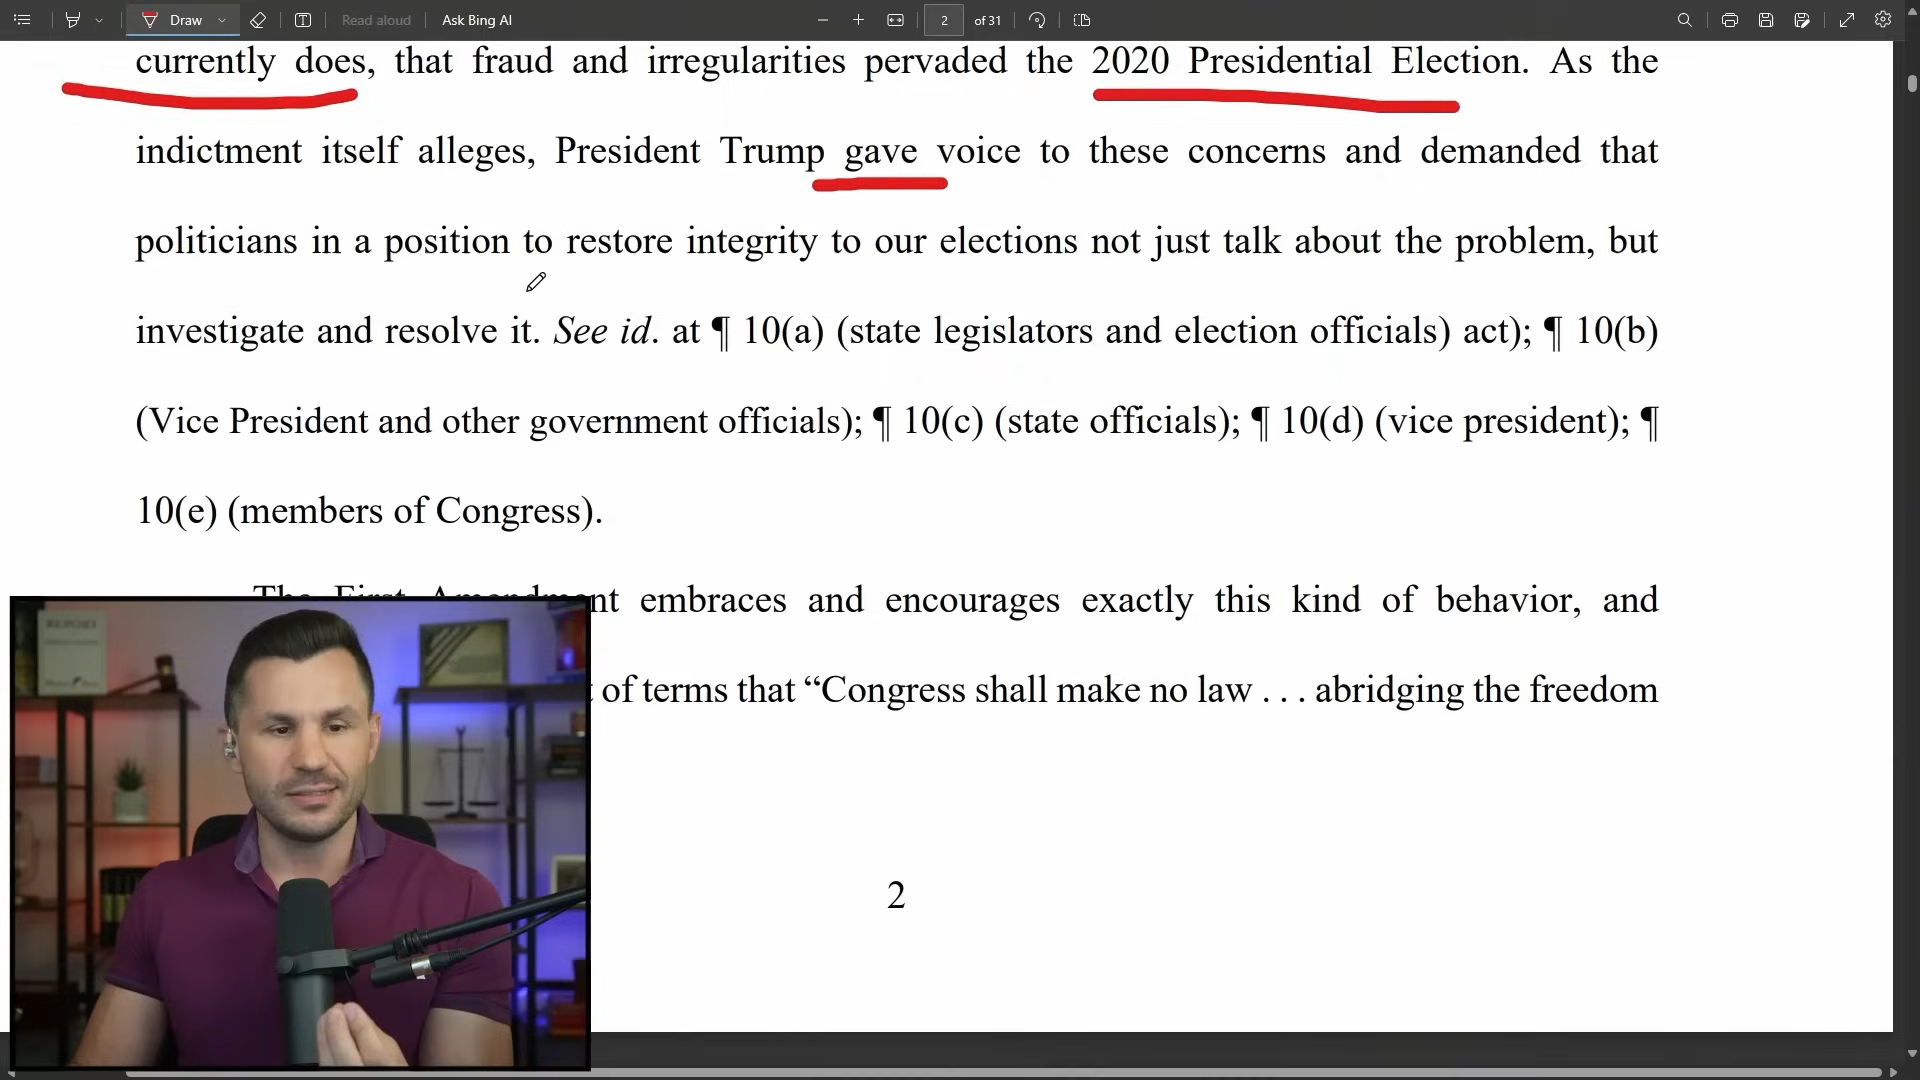 Draw
Read aloud
Ask Bing AI
2 of 31
currently does, that fraud and irregularities pervaded the 2020 Presidential Election. As the
indictment itself alleges, President Trump gave voice to these concerns and demanded that
politicians in a position to restore integrity to our elections not just talk about the problem, but
investigate and resolve it. See id. at ¶ 10(a) (state legislators and election officials) act); ¶ 10(b)
(Vice President and other government officials); ¶ 10(c) (state officials); ¶ 10(d) (vice president); ¶
10(e) (members of Congress).
The First Amendment embraces and encourages exactly this kind of behavior, and
of terms that “Congress shall make no law . . . abridging the freedom
REPORT
2